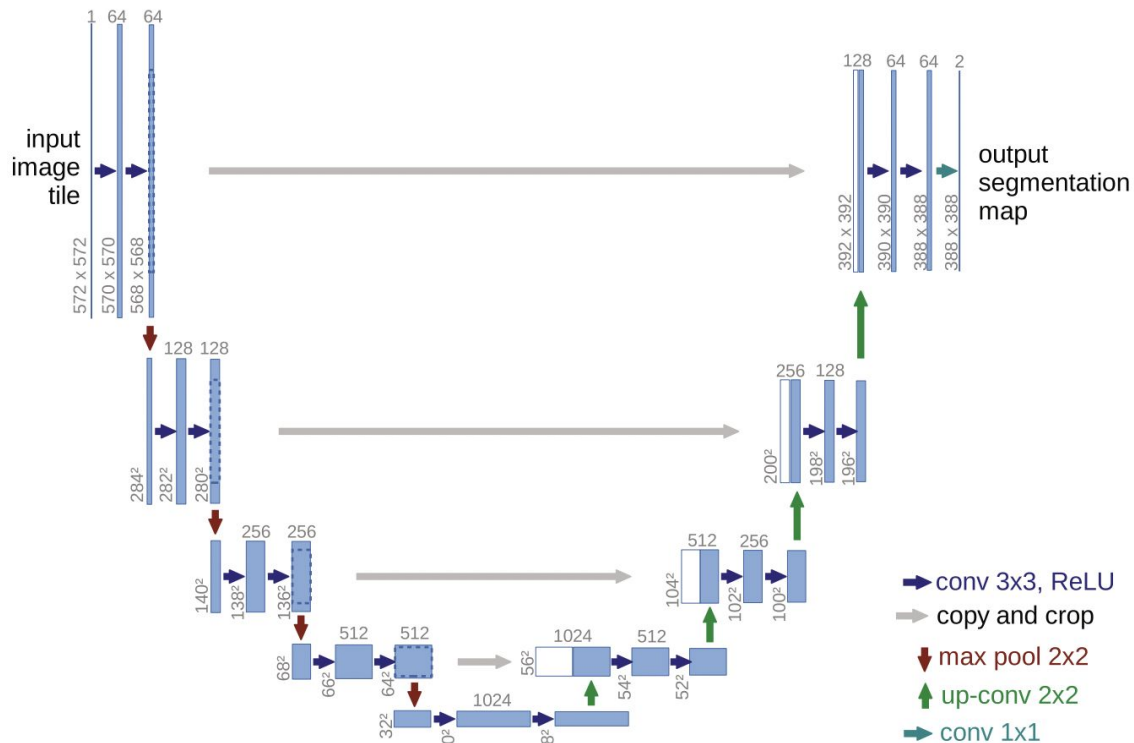 1 64 64
input
image
tile
572 x 572
570 x 570
568 x 568
128 64 64 2
output
segmentation
map
392 x 392
390 x 390
388 x 388
388 x 388
128 128
284²
282²
280²
256 128
200²
198²
196²
256 256
140²
138²
136²
512 256
104²
102²
100²
512 512
68²
66²
64²
1024 512
56²
54²
52²
1024
32²
conv 3x3, ReLU
copy and crop
max pool 2x2
up-conv 2x2
conv 1x1